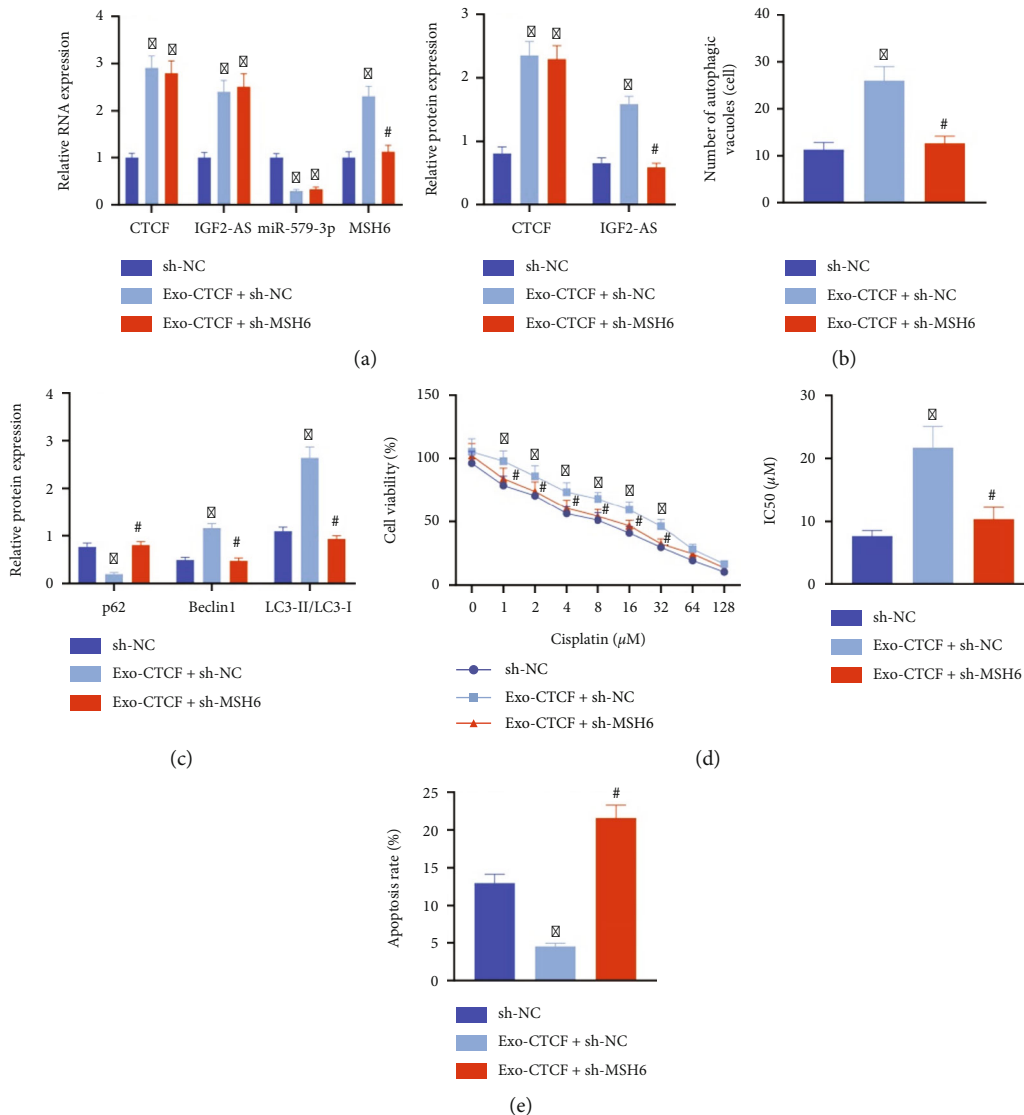 Relative RNA expression
4
3
2
1
0
CTCF IGF2-AS miR-579-3p MSH6
#
sh-NC
Exo-CTCF + sh-NC
Exo-CTCF + sh-MSH6
Relative protein expression
3
2
1
0
CTCF IGF2-AS
#
sh-NC
Exo-CTCF + sh-NC
Exo-CTCF + sh-MSH6
(a)
Number of autophagic
vacuoles (cell)
40
30
20
10
0
#
sh-NC
Exo-CTCF + sh-NC
Exo-CTCF + sh-MSH6
(b)
Relative protein expression
4
3
2
1
0
p62 Beclin1 LC3-II/LC3-I
# # #
sh-NC
Exo-CTCF + sh-NC
Exo-CTCF + sh-MSH6
(c)
Cell viability (%)
150
100
50
0
# # # # # #
0 1 2 4 8 16 32 64 128
Cisplatin (μM)
sh-NC
Exo-CTCF + sh-NC
Exo-CTCF + sh-MSH6
IC50 (μM)
30
20
10
0
#
sh-NC
Exo-CTCF + sh-NC
Exo-CTCF + sh-MSH6
(d)
Apoptosis rate (%)
25
20
15
10
5
0
#
sh-NC
Exo-CTCF + sh-NC
Exo-CTCF + sh-MSH6
(e)